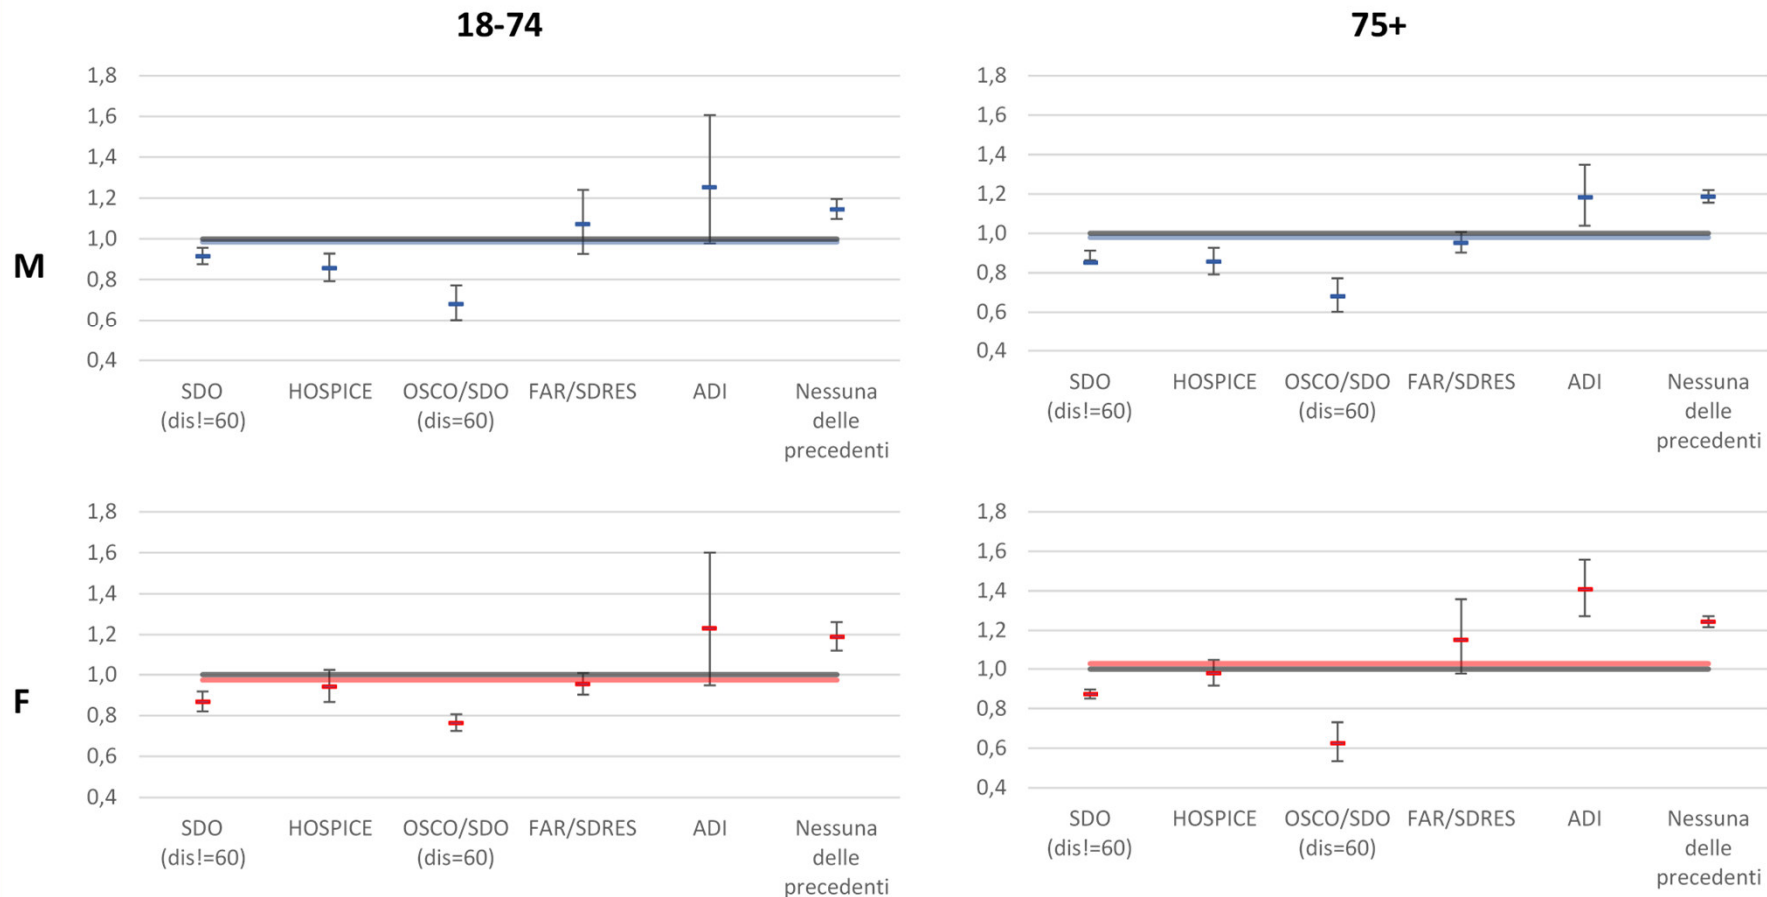 18-74
75+
M
1,8
1,6
1,4
1,2
1,0
0,8
0,6
0,4
SDO
(dis!=60)
HOSPICE
OSCO/SDO
(dis=60)
FAR/SDRES
ADI
Nessuna
delle
precedenti
1,8
1,6
1,4
1,2
1,0
0,8
0,6
0,4
SDO
(dis!=60)
HOSPICE
OSCO/SDO
(dis=60)
FAR/SDRES
ADI
Nessuna
delle
precedenti
F
1,8
1,6
1,4
1,2
1,0
0,8
0,6
0,4
SDO
(dis!=60)
HOSPICE
OSCO/SDO
(dis=60)
FAR/SDRES
ADI
Nessuna
delle
precedenti
1,8
1,6
1,4
1,2
1,0
0,8
0,6
0,4
SDO
(dis!=60)
HOSPICE
OSCO/SDO
(dis=60)
FAR/SDRES
ADI
Nessuna
delle
precedenti